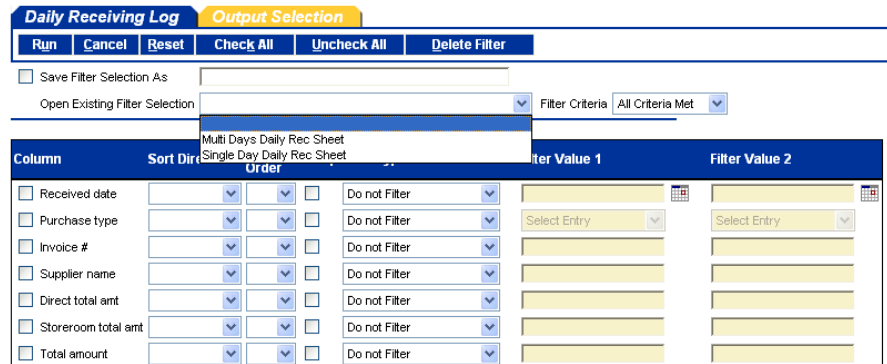 Daily Receiving Log Output Selection
Run Cancel Reset Check All Uncheck All Delete Filter
Save Filter Selection As
Open Existing Filter Selection Filter Criteria All Criteria Met
Multi Days Daily Rec Sheet
Single Day Daily Rec Sheet
Column Sort Dire Order ter Value 1 Filter Value 2
Received date Do not Filter
Purchase type Do not Filter Select Entry Select Entry
Invoice # Do not Filter
Supplier name Do not Filter
Direct total amt Do not Filter
Storeroom total amt Do not Filter
Total amount Do not Filter